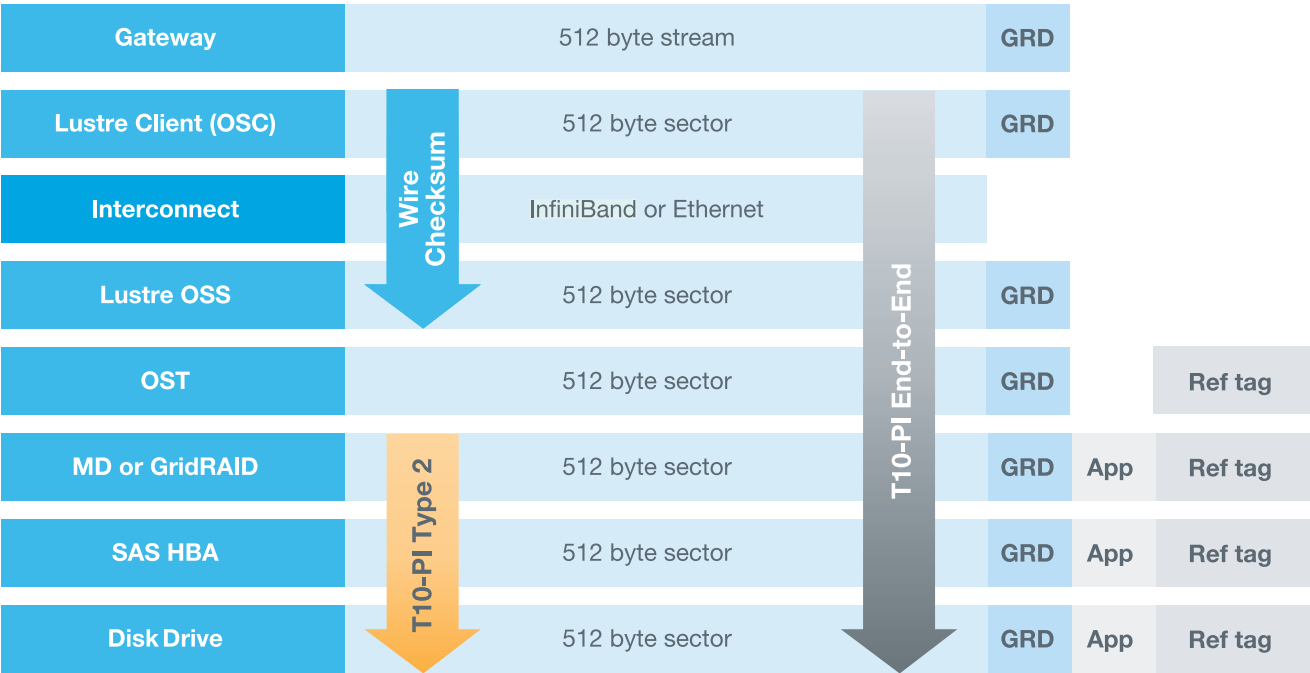 Gateway 512 byte stream GRD
Lustre Client (OSC) 512 byte sector GRD
Wire
Checksum
Interconnect InfiniBand or Ethernet
Lustre OSS 512 byte sector GRD
T10-PI End-to-End
OST 512 byte sector GRD Ref tag
MD or GridRAID 512 byte sector GRD App Ref tag
T10-PI Type 2
SAS HBA 512 byte sector GRD App Ref tag
Disk Drive 512 byte sector GRD App Ref tag